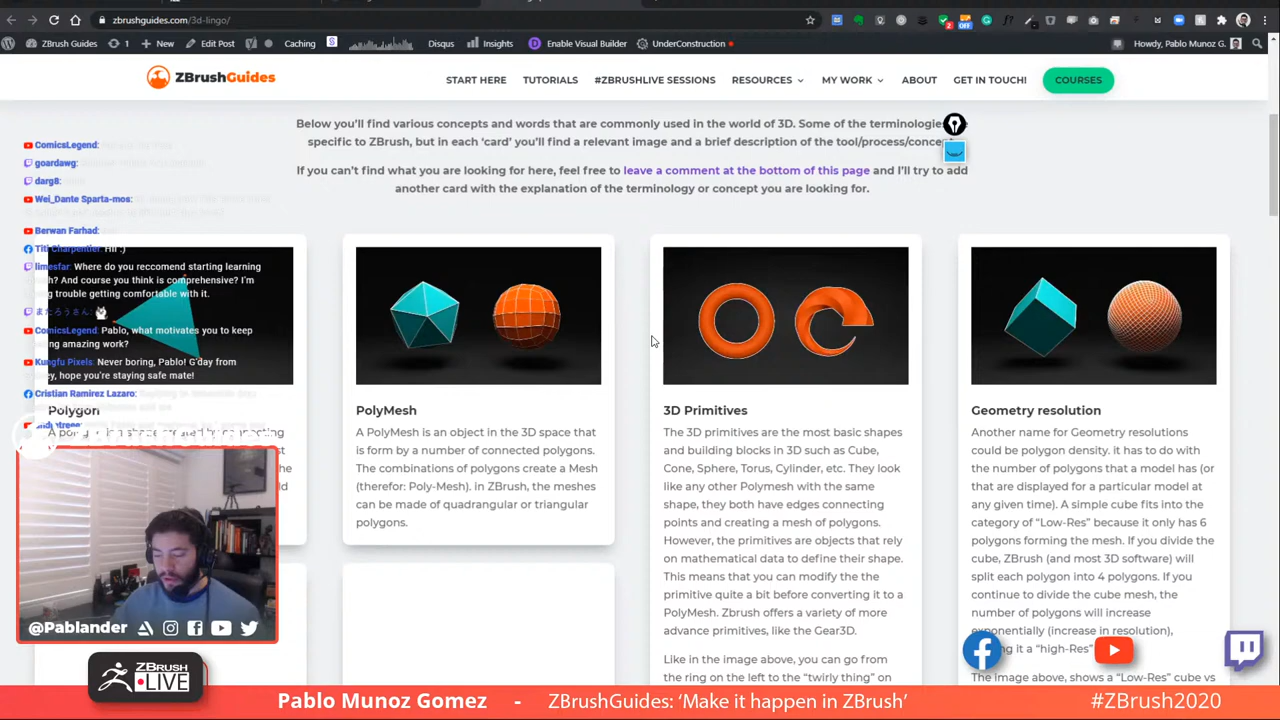 zbrushguides.com/3d-lingo/
ZBrush Guides
1
New
Edit Post
Caching
S
Disqus
Insights
D Enable Visual Builder
UnderConstruction
Howdy, Pablo Munoz G.
ZBrushGuides
START HERE
TUTORIALS
#ZBRUSHLIVE SESSIONS
RESOURCES
MY WORK
ABOUT
GET IN TOUCH!
COURSES
Below you'll find various concepts and words that are commonly used in the world of 3D. Some of the terminologies
specific to ZBrush, but in each 'card' you'll find a relevant image and a brief description of the tool/process/conce
If you can't find what you are looking for here, feel free to leave a comment at the bottom of this page and I'll try to add
another card with the explanation of the terminology or concept you are looking for.
ComicsLegend:
goardawg:
darg8:
Wei_Dante Sparta-mos:
Berwan Farhad:
Titi Charpentier: Hi! :)
limesfar: Where do you reccomend starting learning
? And course you think is comprehensive? I'm
trouble getting comfortable with it.
またろうさん:
ComicsLegend: Pablo, what motivates you to keep
amazing work?
Kungfu Pixels: Never boring, Pablo! G'day from
hope you're staying safe mate!
Cristian Ramirez Lazaro:
Polygon
PolyMesh
A PolyMesh is an object in the 3D space that
is form by a number of connected polygons.
The combinations of polygons create a Mesh
(therefor: Poly-Mesh). in ZBrush, the meshes
can be made of quadrangular or triangular
polygons.
3D Primitives
The 3D primitives are the most basic shapes
and building blocks in 3D such as Cube,
Cone, Sphere, Torus, Cylinder, etc. They look
like any other Polymesh with the same
shape, they both have edges connecting
points and creating a mesh of polygons.
However, the primitives are objects that rely
on mathematical data to define their shape.
This means that you can modify the the
primitive quite a bit before converting it to a
PolyMesh. Zbrush offers a variety of more
advance primitives, like the Gear3D.
Like in the image above, you can go from
the ring on the left to the "twirly thing" on
Geometry resolution
Another name for Geometry resolutions
could be polygon density. it has to do with
the number of polygons that a model has (or
that are displayed for a particular model at
any given time). A simple cube fits into the
category of "Low-Res" because it only has 6
polygons forming the mesh. If you divide the
cube, ZBrush (and most 3D software) will
split each polygon into 4 polygons. If you
continue to divide the cube mesh, the
number of polygons will increase
exponentially (increase in resolution),
it a "high-Res"
The image above, shows a "Low-Res" cube vs
@Pablander
ZBRUSH
LIVE
Pablo Munoz Gomez - ZBrushGuides: 'Make it happen in ZBrush'
#ZBrush2020